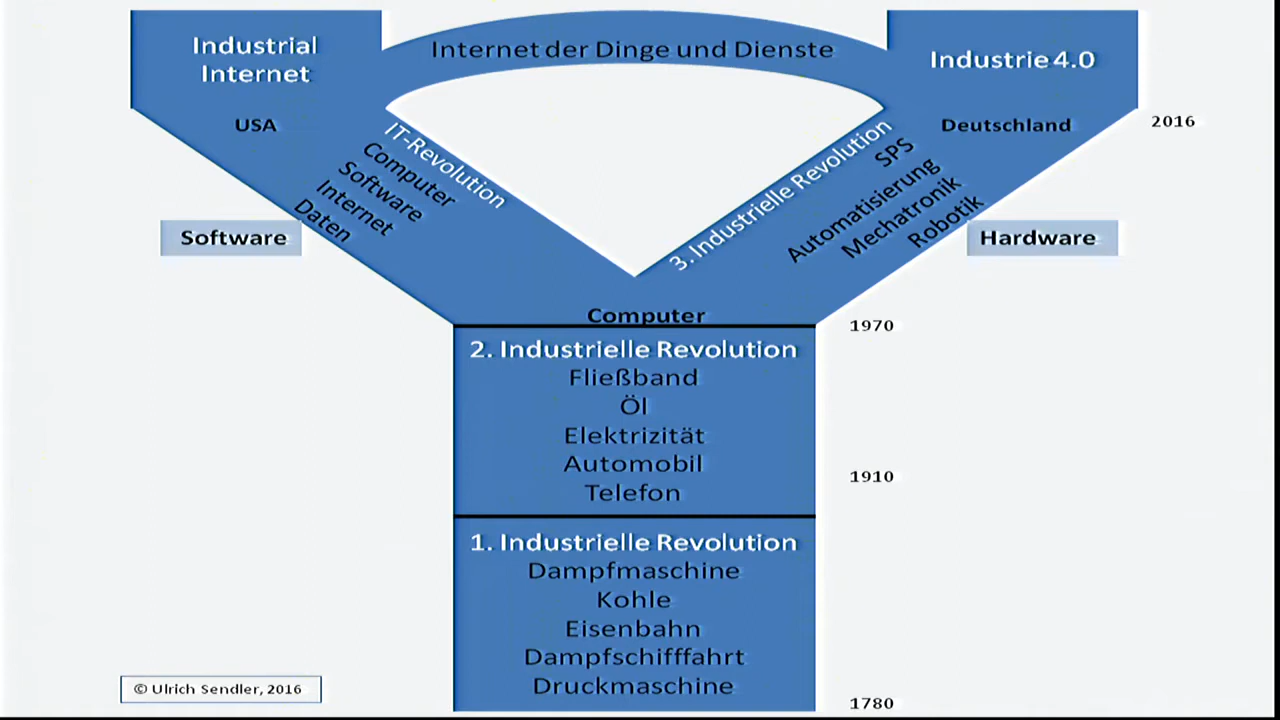 Industrial
Internet
Internet der Dinge und Dienste
Industrie 4.0
USA
Deutschland
2016
IT-Revolution
Computer
Software
Internet
Daten
3. Industrielle Revolution
SPS
Automatisierung
Mechatronik
Robotik
Software
Hardware
Computer
1970
2. Industrielle Revolution
Fließband
Öl
Elektrizität
Automobil
1910
Telefon
1. Industrielle Revolution
Dampfmaschine
Kohle
Eisenbahn
Dampfschifffahrt
Druckmaschine
© Ulrich Sendler, 2016
1780